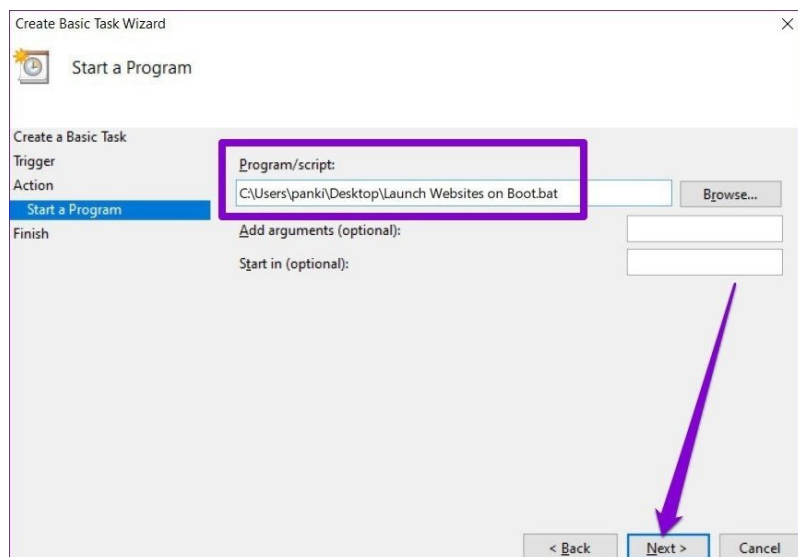 Create Basic Task Wizard
Start a Program
Create a Basic Task
Trigger
Action
Start a Program
Finish
Program/script:
C:\Users\panki\Desktop\Launch Websites on Boot.bat
Browse...
Add arguments (optional):
Start in (optional):
< Back
Next >
Cancel